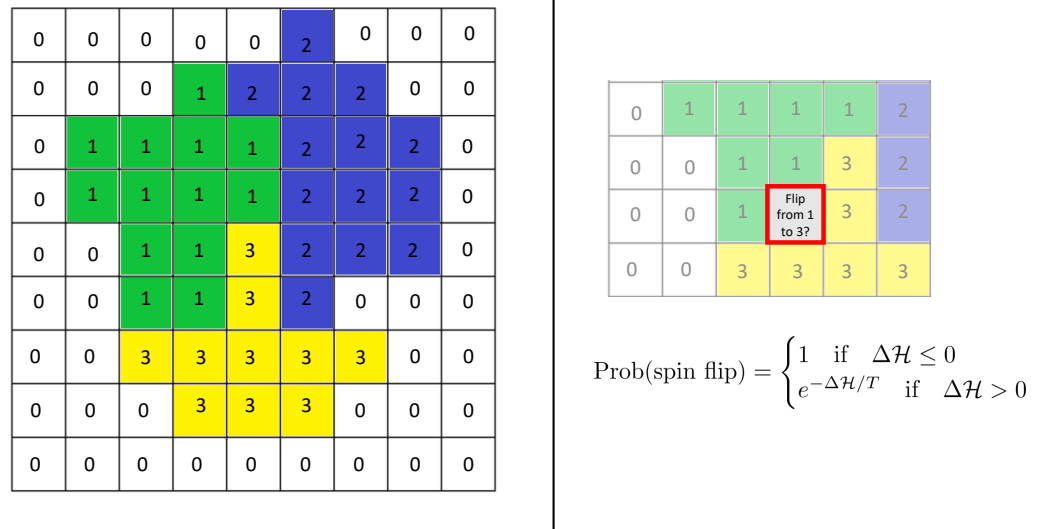 0 0 0 0 0 2 0 0 0
0 0 0 1 2 2 2 0 0
0 1 1 1 1 2 2 2 0
0 1 1 1 1 2 2 2 0
0 0 1 1 3 2 2 2 0
0 0 1 1 3 2 0 0 0
0 0 3 3 3 3 3 0 0
0 0 0 3 3 3 0 0 0
0 0 0 0 0 0 0 0 0
0 1 1 1 1 2
0 0 1 1 3 2
0 0 1 Flip from 1 to 3? 3 2
0 0 3 3 3 3
Prob(spin flip) = {1 if Δℋ ≤ 0
e^{-Δℋ/T} if Δℋ > 0